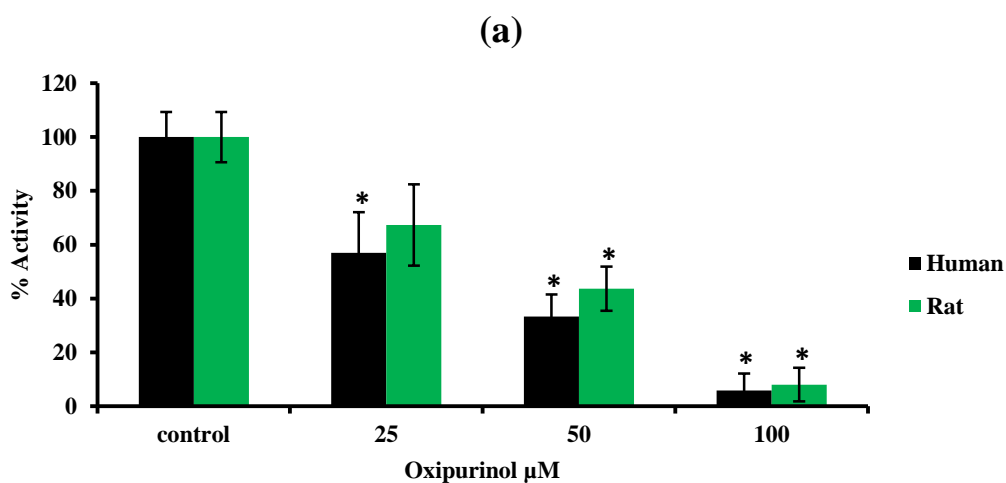 (a)
120
100
80
60
40
20
0
% Activity
*
* *
* *
control 25 50 100
Oxipurinol µM
Human
Rat